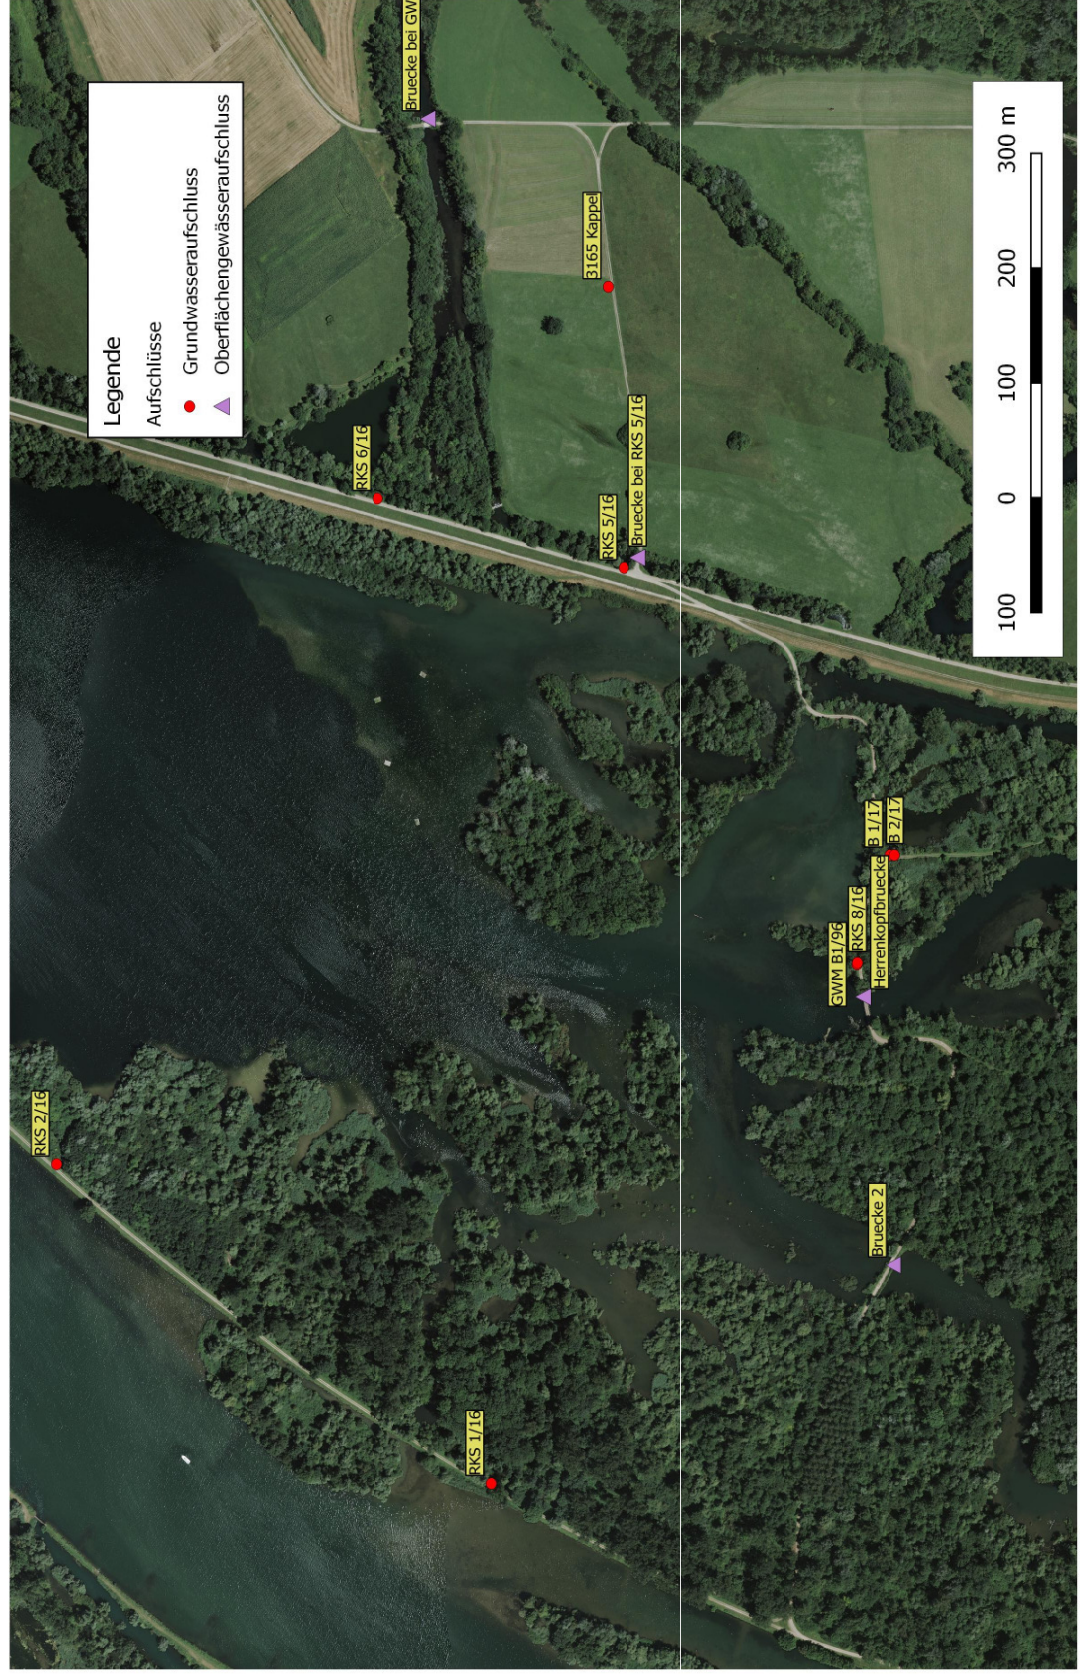 Legende
Aufschlüsse
Grundwasseraufschluss
Oberflächengewässeraufschluss
RKS 2/16
RKS 1/16
RKS 6/16
Bruecke bei GW
RKS 5/16
Bruecke bei RKS 5/16
3165 Kappel
GWM B1/96
RKS 8/16
Herrenkopfbruecke
B 1/17
B 2/17
Bruecke 2
100 0 100 200 300 m